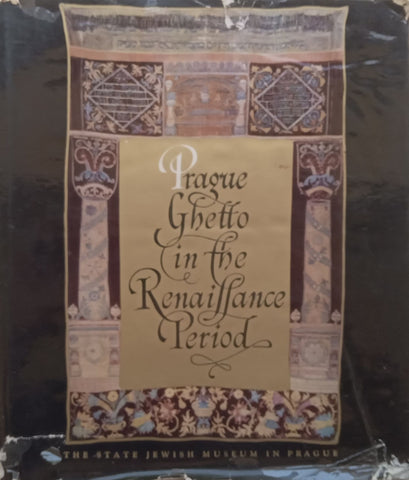 Prague
Ghetto
in the
Renaissance
Period
THE STATE JEWISH MUSEUM IN PRAGUE